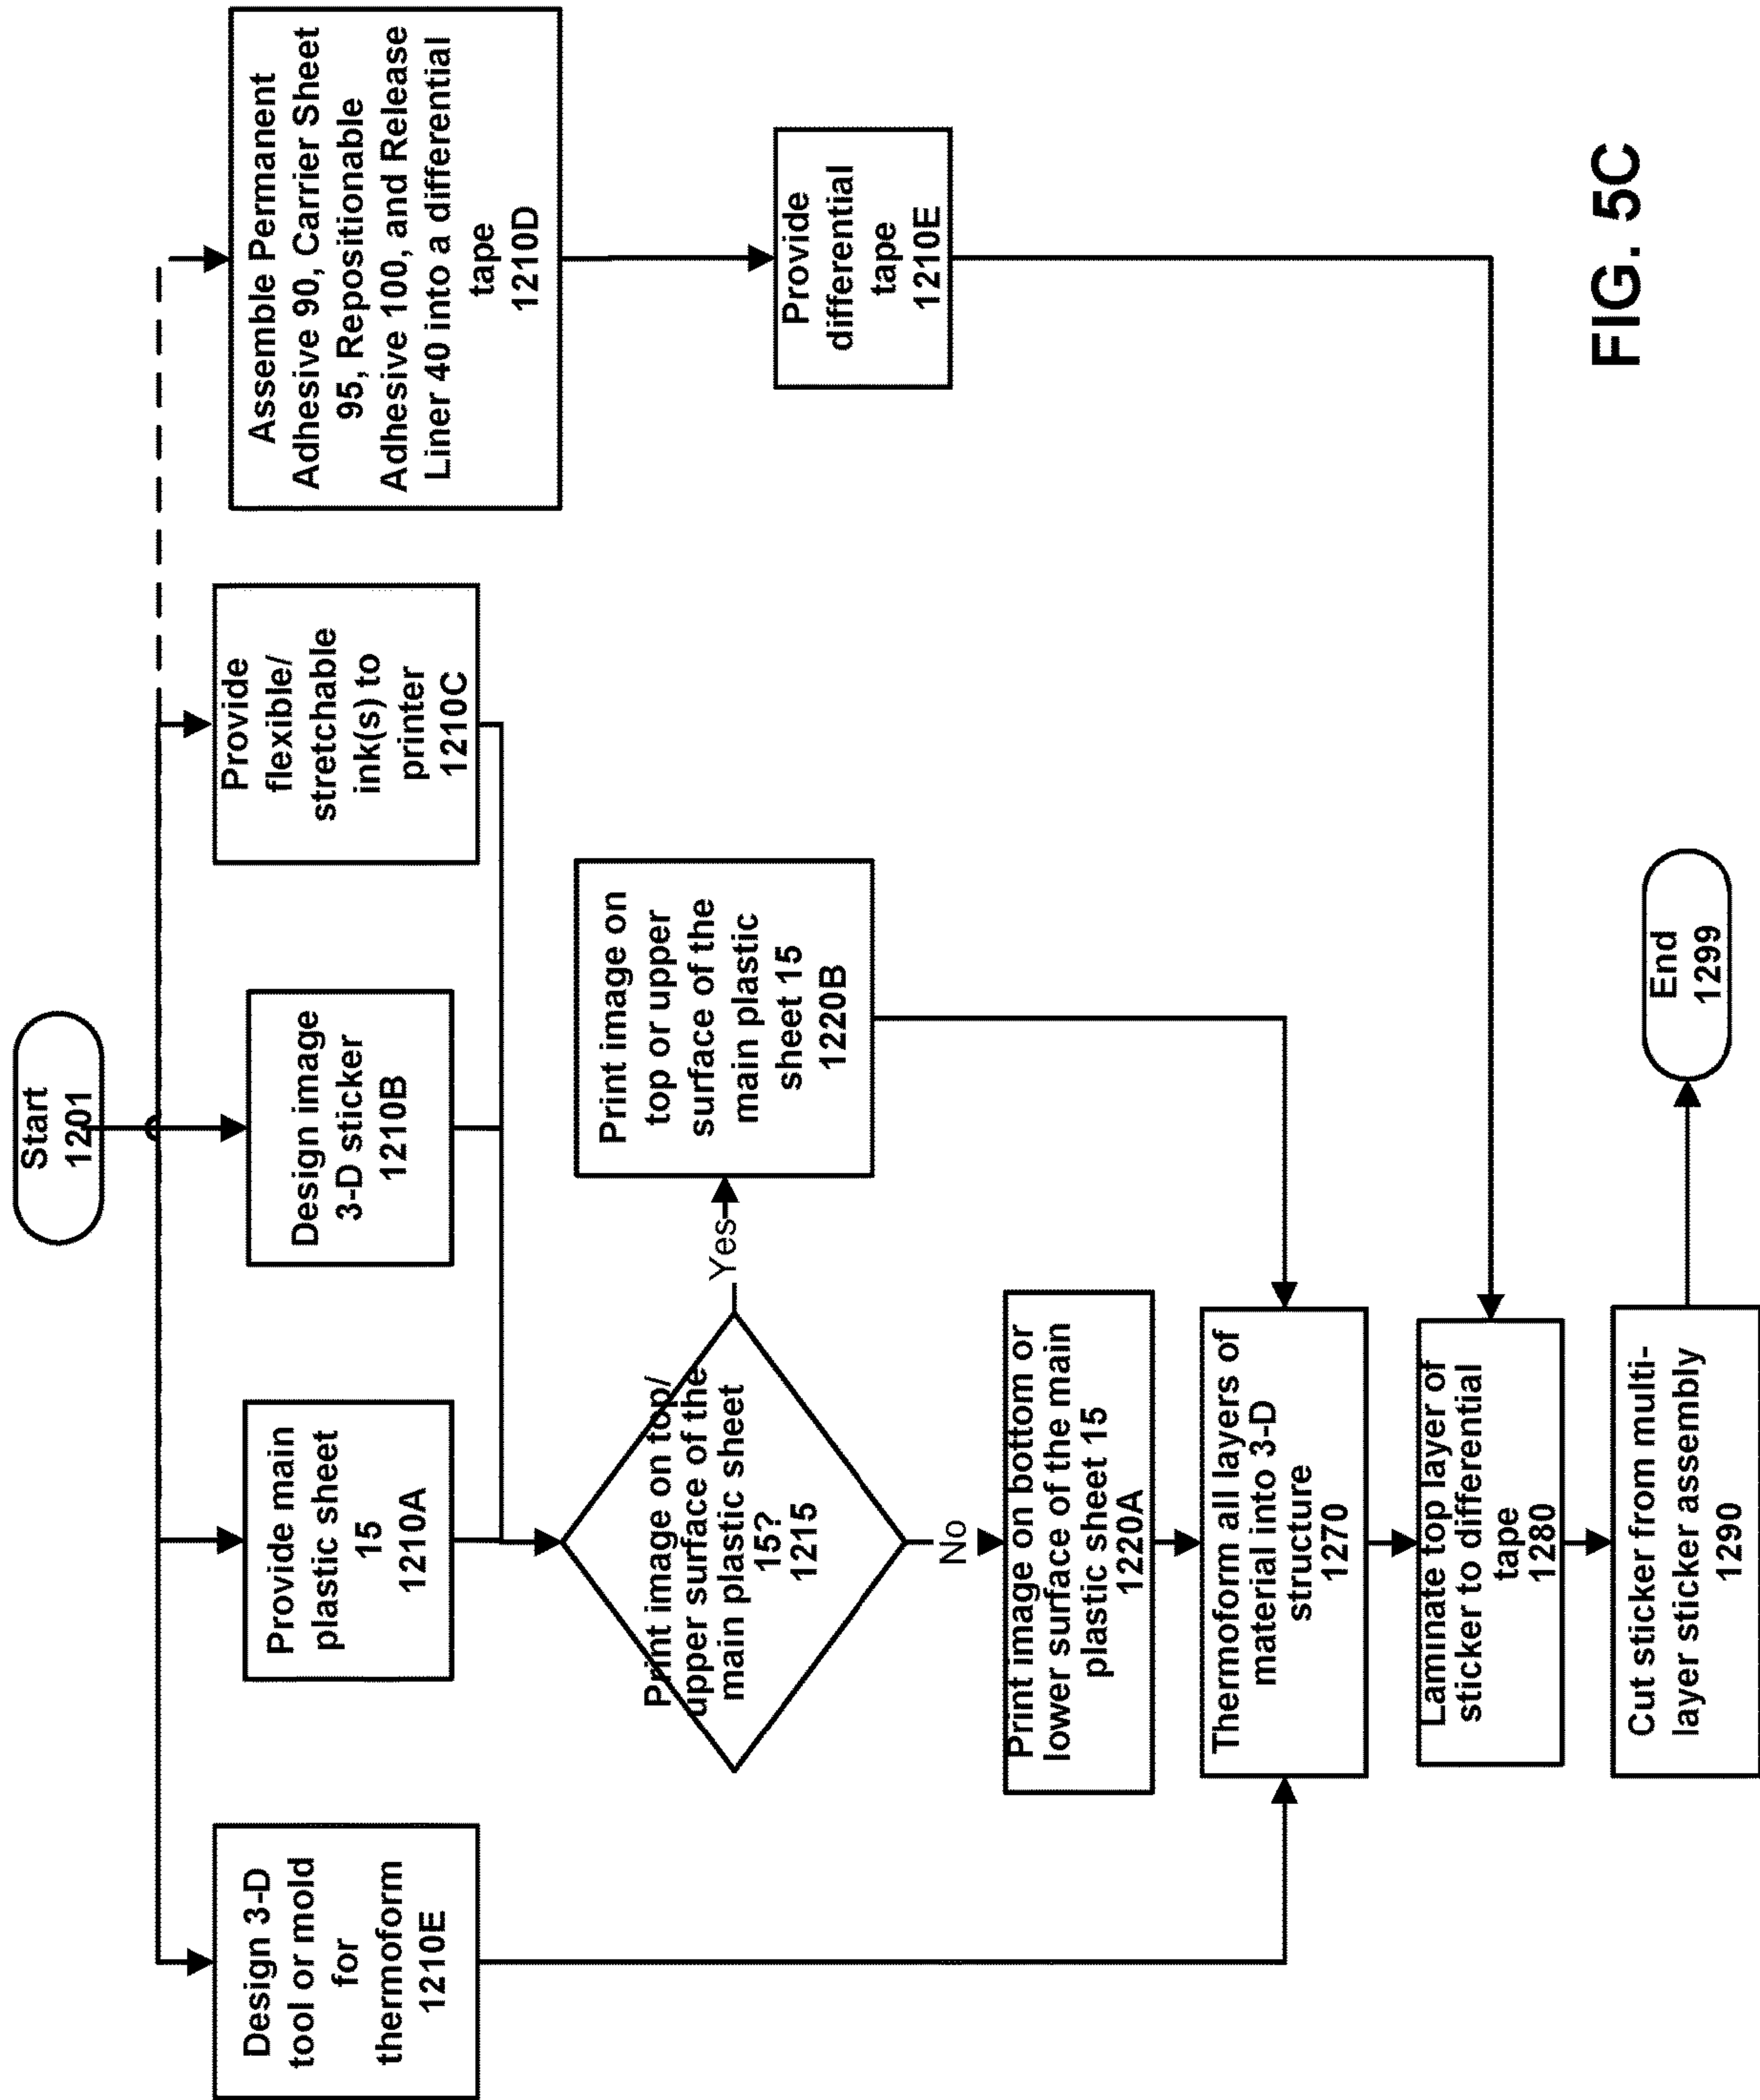 Start
1201
Design 3-D
tool or mold
for
thermoform
1210E
Provide main
plastic sheet
15
1210A
Design image
3-D sticker
1210B
Provide
flexible/
stretchable
ink(s) to
printer
1210C
Assemble Permanent
Adhesive 90, Carrier Sheet
95, Repositionable
Adhesive 100, and Release
Liner 40 into a differential
tape
1210D
Provide
differential
tape
1210E
Print image on top/
upper surface of the
main plastic sheet
15?
1215
Yes
Print image on
top or upper
surface of the
main plastic
sheet 15
1220B
No
Print image on bottom or
lower surface of the main
plastic sheet 15
1220A
Thermoform all layers of
material into 3-D
structure
1270
Laminate top layer of
sticker to differential
tape
1280
Cut sticker from multi-
layer sticker assembly
1290
End
1299
FIG. 5C